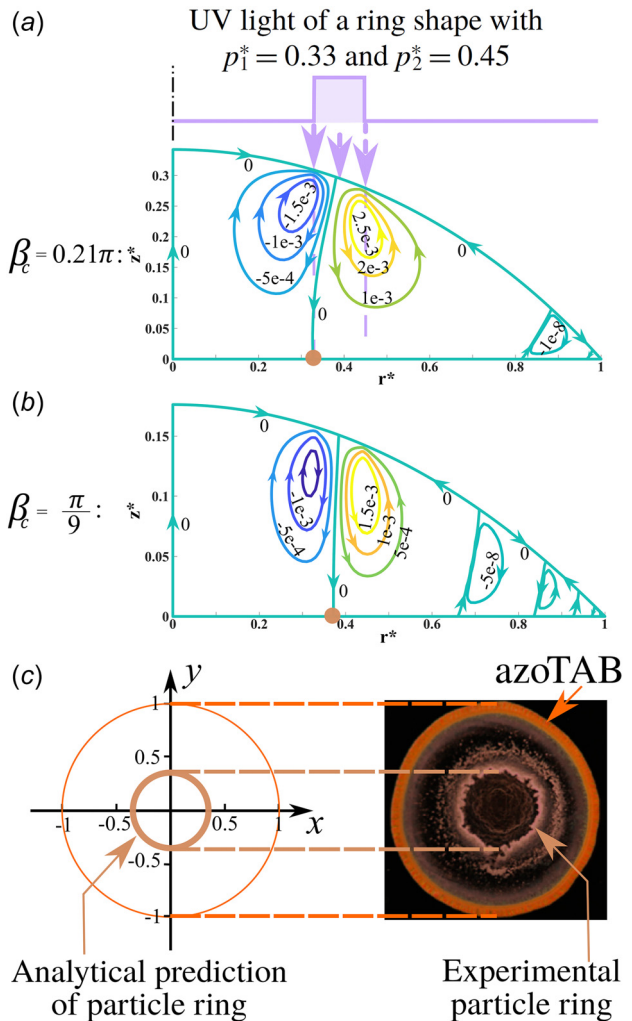 (a)
UV light of a ring shape with
p₁* = 0.33 and p₂* = 0.45
β_c = 0.21π:
z*
0.3
0.25
0.2
0.15
0.1
0.05
0
0
0
-1.5e-3
-1e-3
-5e-4
2.5e-3
2e-3
1e-3
0
0
-1e-8
0 0.2 0.4 0.6 0.8 1
r*
(b)
β_c = π/9 :
z*
0.15
0.1
0.05
0
0
0
-1e-3
-5e-4
1.5e-3
1e-3
5e-4
0
0
-5e-8
0 0.2 0.4 0.6 0.8 1
r*
(c)
y
1
0.5
-0.5
-1
-1 -0.5 0.5 1
x
azoTAB
Analytical prediction
of particle ring
Experimental
particle ring